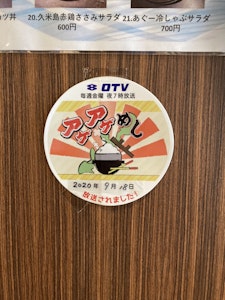 ツ丼 20.久米島赤鶏ささみサラダ 21.あぐー冷しゃぶサラダ
600円 700円
QTV
毎週金曜 夜7時放送
アゲアゲめし
2020年 9月 18日
放送されました!